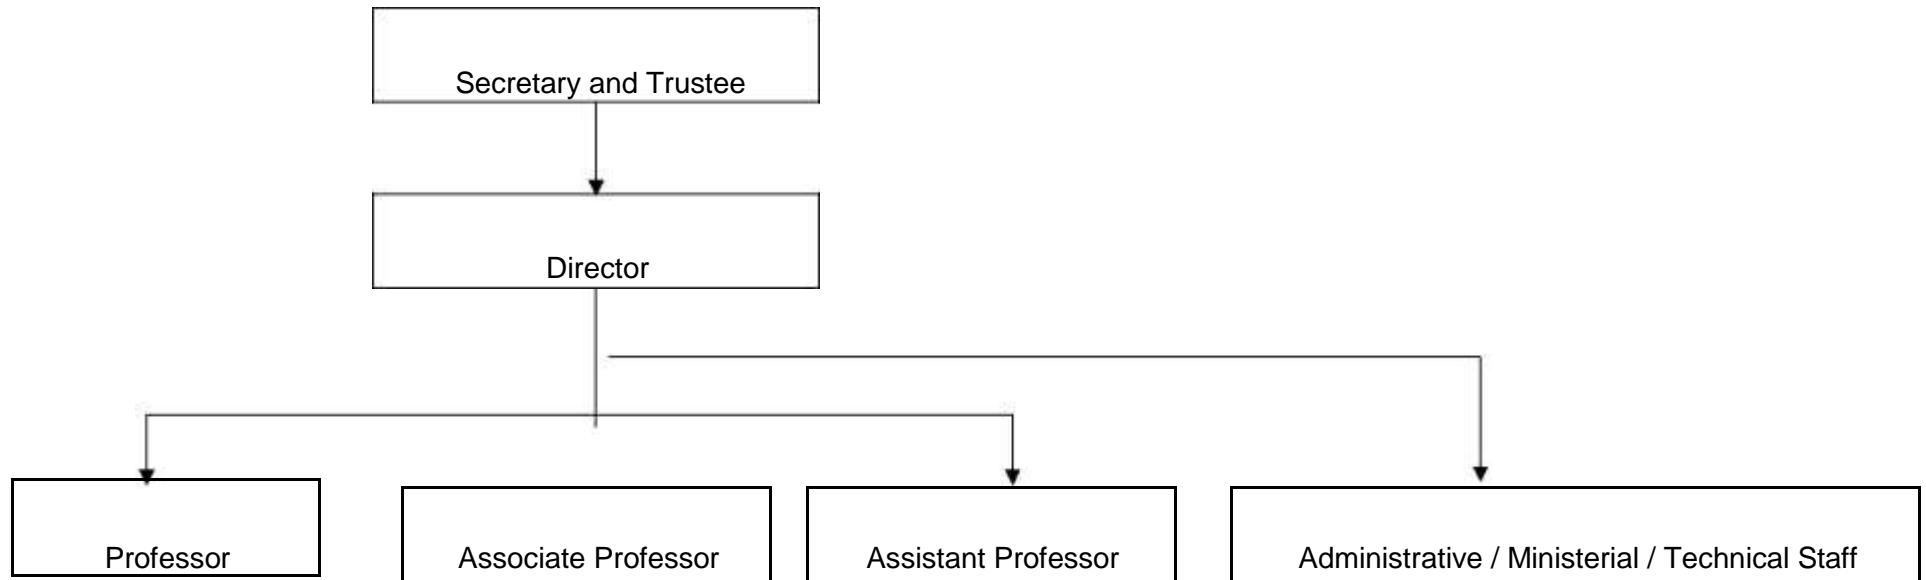 Secretary and Trustee
Director
Professor
Associate Professor
Assistant Professor
Administrative / Ministerial / Technical Staff